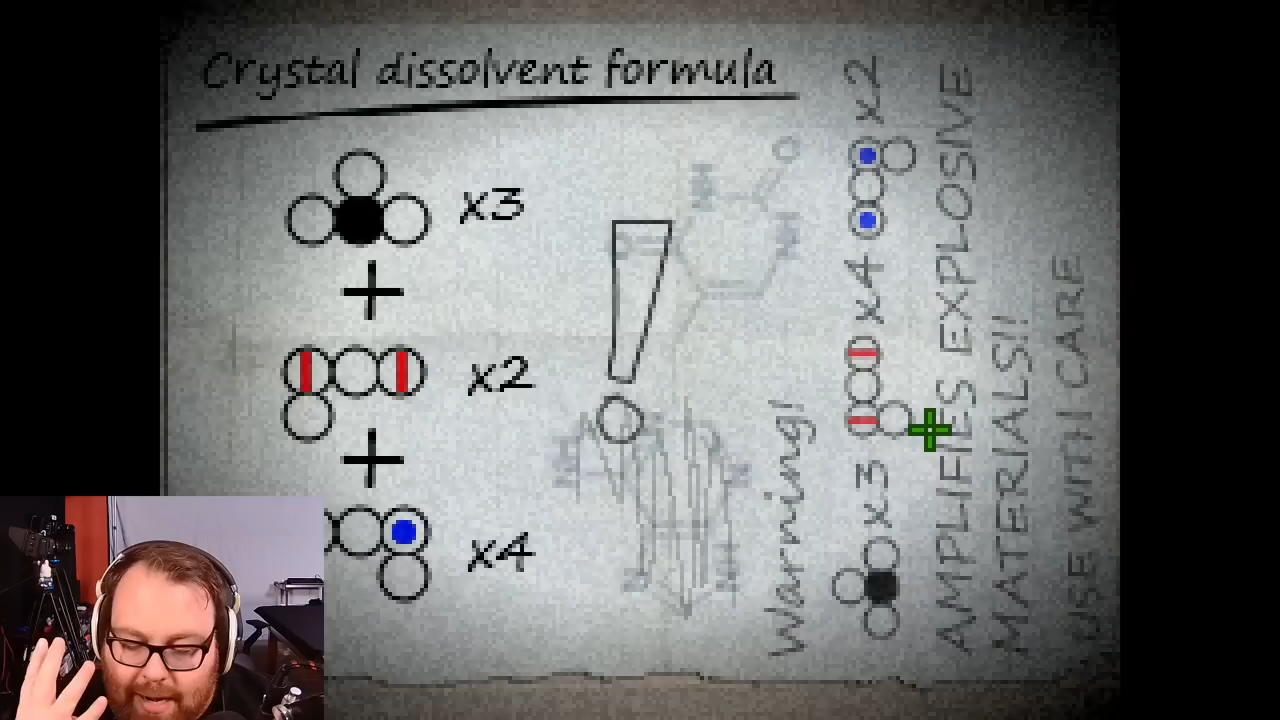 Crystal dissolvent formula
x3
+
x2
+
x4
Warning!
x3
x4
x2
AMPLIFIES EXPLOSIVE
MATERIALS!!
USE WITH CARE